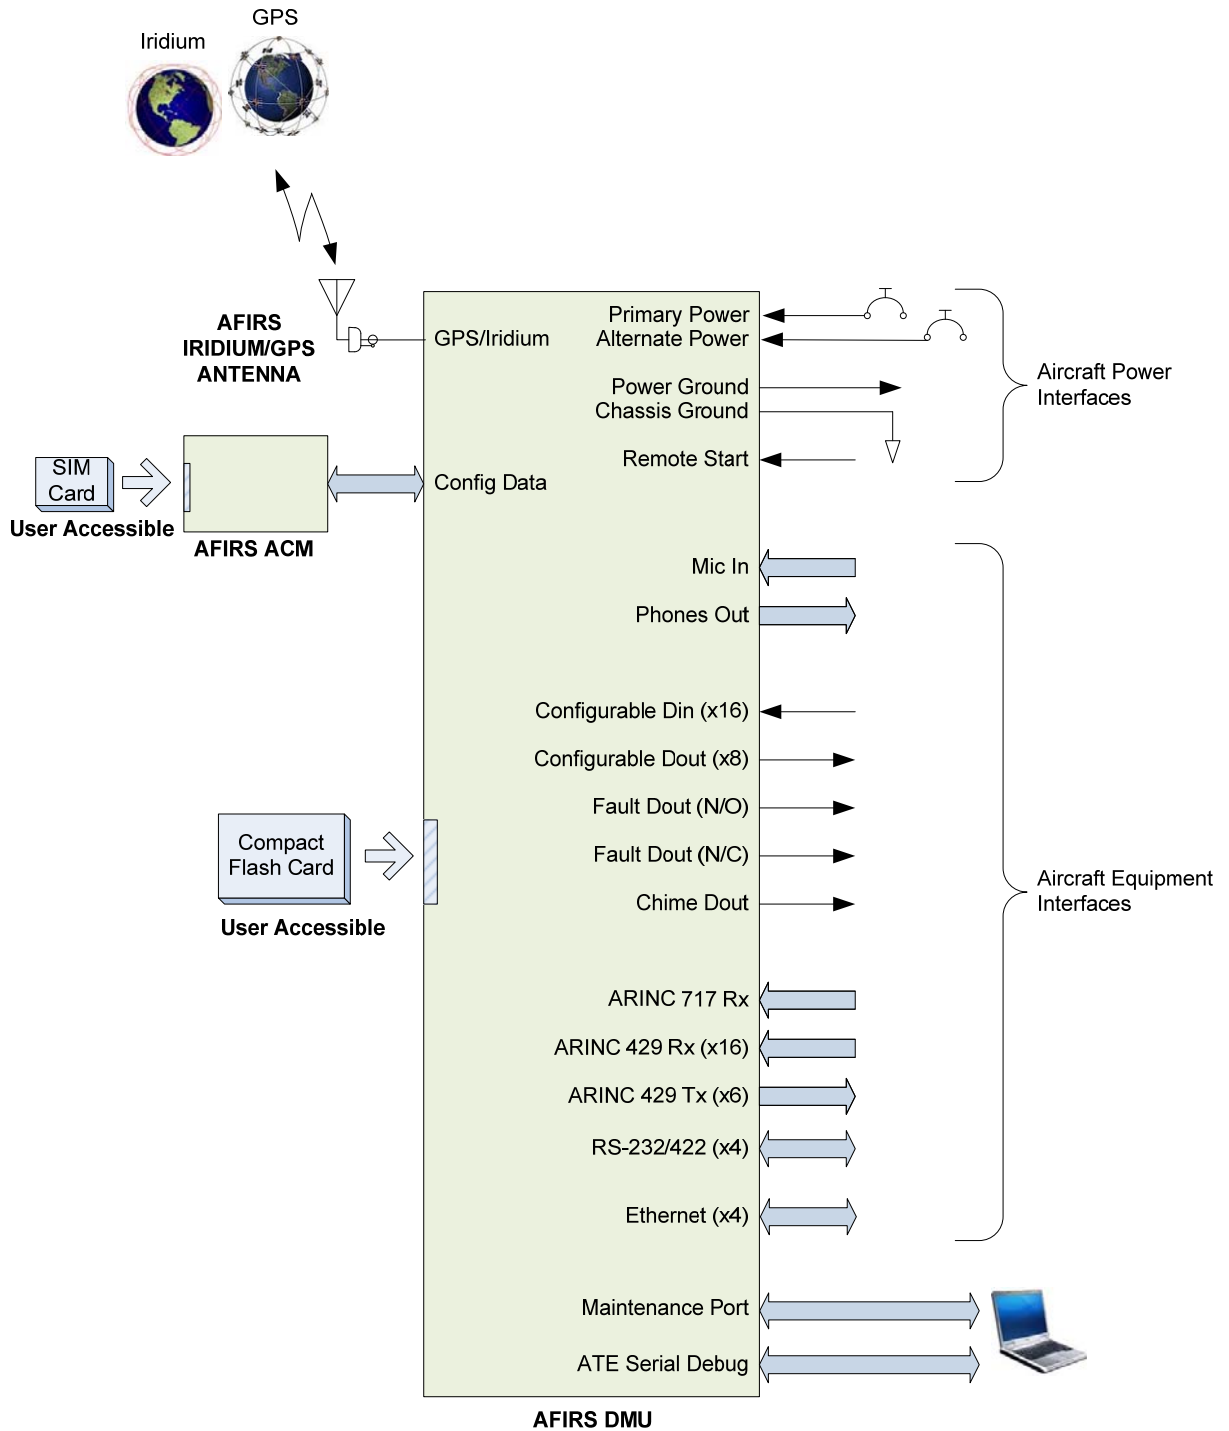 GPS
Iridium
AFIRS
IRIDIUM/GPS
ANTENNA
GPS/Iridium
Primary Power
Alternate Power
Power Ground
Chassis Ground
Remote Start
Aircraft Power
Interfaces
SIM
Card
User Accessible
AFIRS ACM
Config Data
Mic In
Phones Out
Configurable Din (x16)
Configurable Dout (x8)
Fault Dout (N/O)
Fault Dout (N/C)
Chime Dout
Compact
Flash Card
User Accessible
Aircraft Equipment
Interfaces
ARINC 717 Rx
ARINC 429 Rx (x16)
ARINC 429 Tx (x6)
RS-232/422 (x4)
Ethernet (x4)
Maintenance Port
ATE Serial Debug
AFIRS DMU